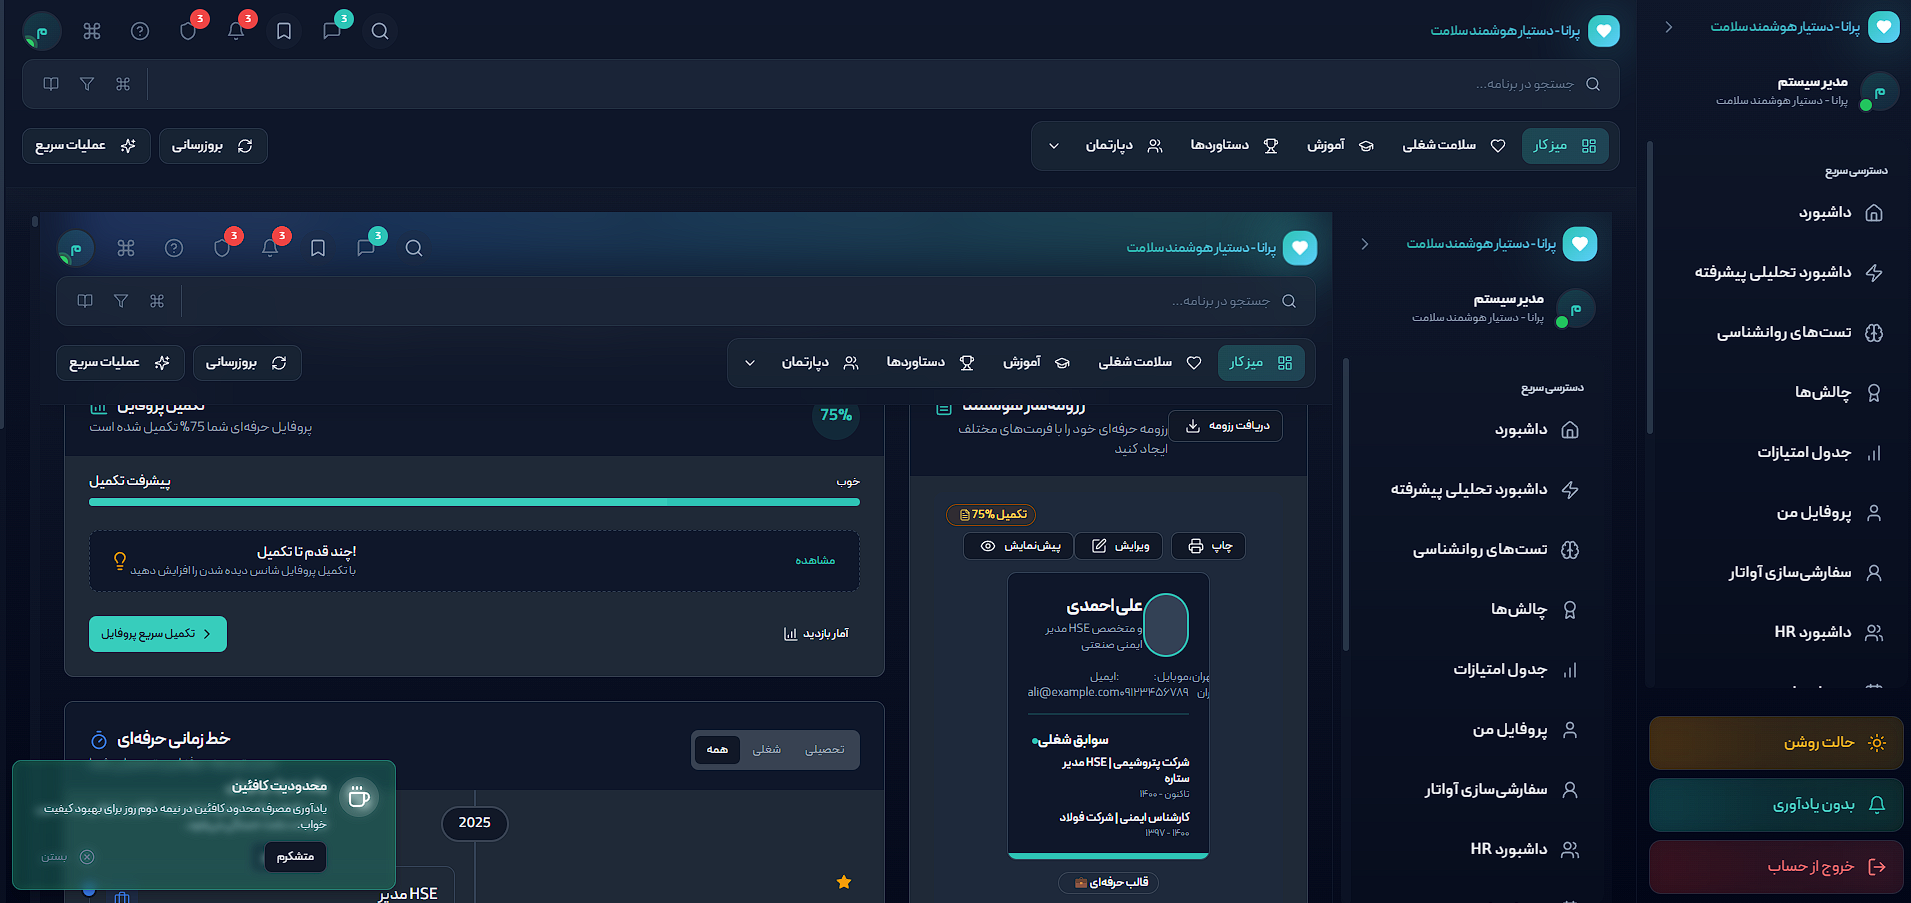 پرانا - دستیار هوشمند سلامت
مدیر سیستم
پرانا - دستیار هوشمند سلامت
دسترسی سریع
داشبورد
داشبورد تحلیلی پیشرفته
تست‌های روانشناسی
چالش‌ها
جدول امتیازات
پروفایل من
سفارشی‌سازی آواتار
داشبورد HR
حالت روشن
بدون یادآوری
خروج از حساب
پرانا - دستیار هوشمند سلامت
3
3
3
م
جستجو در برنامه...
میز کار
سلامت شغلی
آموزش
دستاوردها
دپارتمان
بروزرسانی
عملیات سریع
پرانا - دستیار هوشمند سلامت
مدیر سیستم
پرانا - دستیار هوشمند سلامت
دسترسی سریع
داشبورد
داشبورد تحلیلی پیشرفته
تست‌های روانشناسی
چالش‌ها
جدول امتیازات
پروفایل من
سفارشی‌سازی آواتار
داشبورد HR
پرانا - دستیار هوشمند سلامت
3
3
3
م
جستجو در برنامه...
میز کار
سلامت شغلی
آموزش
دستاوردها
دپارتمان
بروزرسانی
عملیات سریع
رزومه‌ساز هوشمند
رزومه حرفه‌ای خود را با فرمت‌های مختلف
ایجاد کنید
دریافت رزومه
75% تکمیل
چاپ
ویرایش
پیش‌نمایش
علی احمدی
و متخصص HSE مدیر
ایمنی صنعتی
ایمیل:
ali@example.com
موبایل:
۰۹۱۲۳۴۵۶۷۸۹
سوابق شغلی
شرکت پتروشیمی | HSE مدیر
ستاره
تاکنون - ۱۴۰۰
کارشناس ایمنی | شرکت فولاد
۱۴۰۰ - ۱۳۹۷
قالب حرفه‌ای
تکمیل پروفایل
پروفایل حرفه‌ای شما 75% تکمیل شده است
75%
پیشرفت تکمیل
خوب
!چند قدم تا تکمیل
با تکمیل پروفایل شانس دیده شدن را افزایش دهید
مشاهده
آمار بازدید
تکمیل سریع پروفایل
خط زمانی حرفه‌ای
همه
شغلی
تحصیلی
2025
HSE مدیر
محدودیت کافئین
یادآوری مصرف محدود کافئین در نیمه دوم روز برای بهبود کیفیت
خواب.
متشکرم
بستن